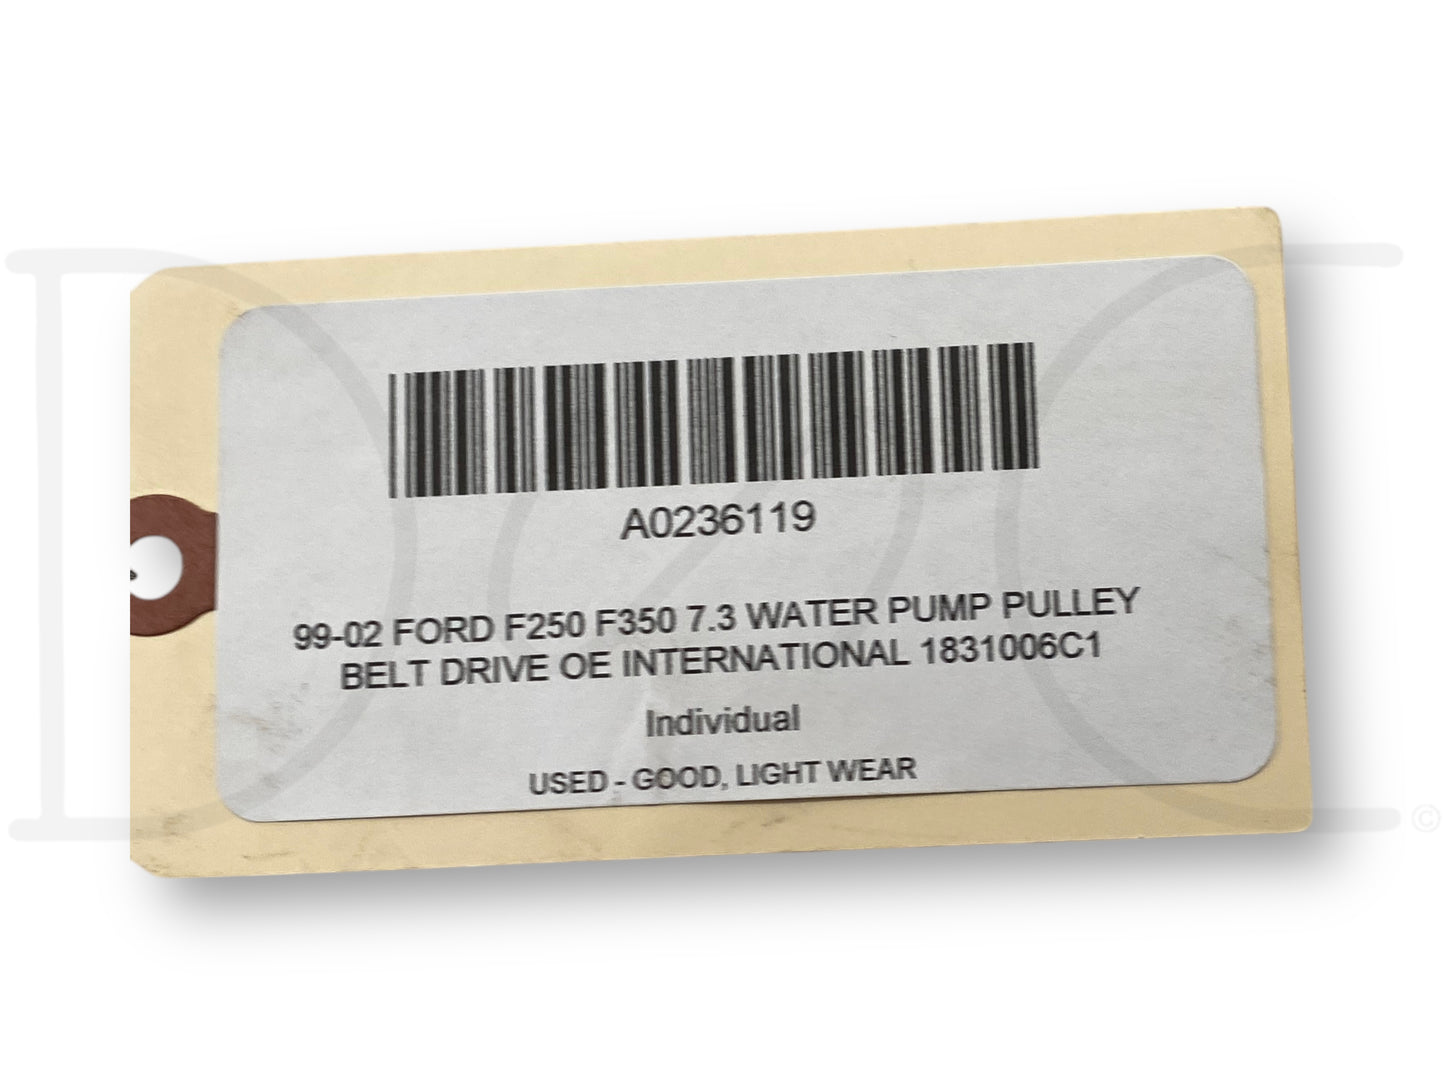 A0236119
99-02 FORD F250 F350 7.3 WATER PUMP PULLEY
BELT DRIVE OE INTERNATIONAL 1831006C1
Individual
USED - GOOD, LIGHT WEAR
©